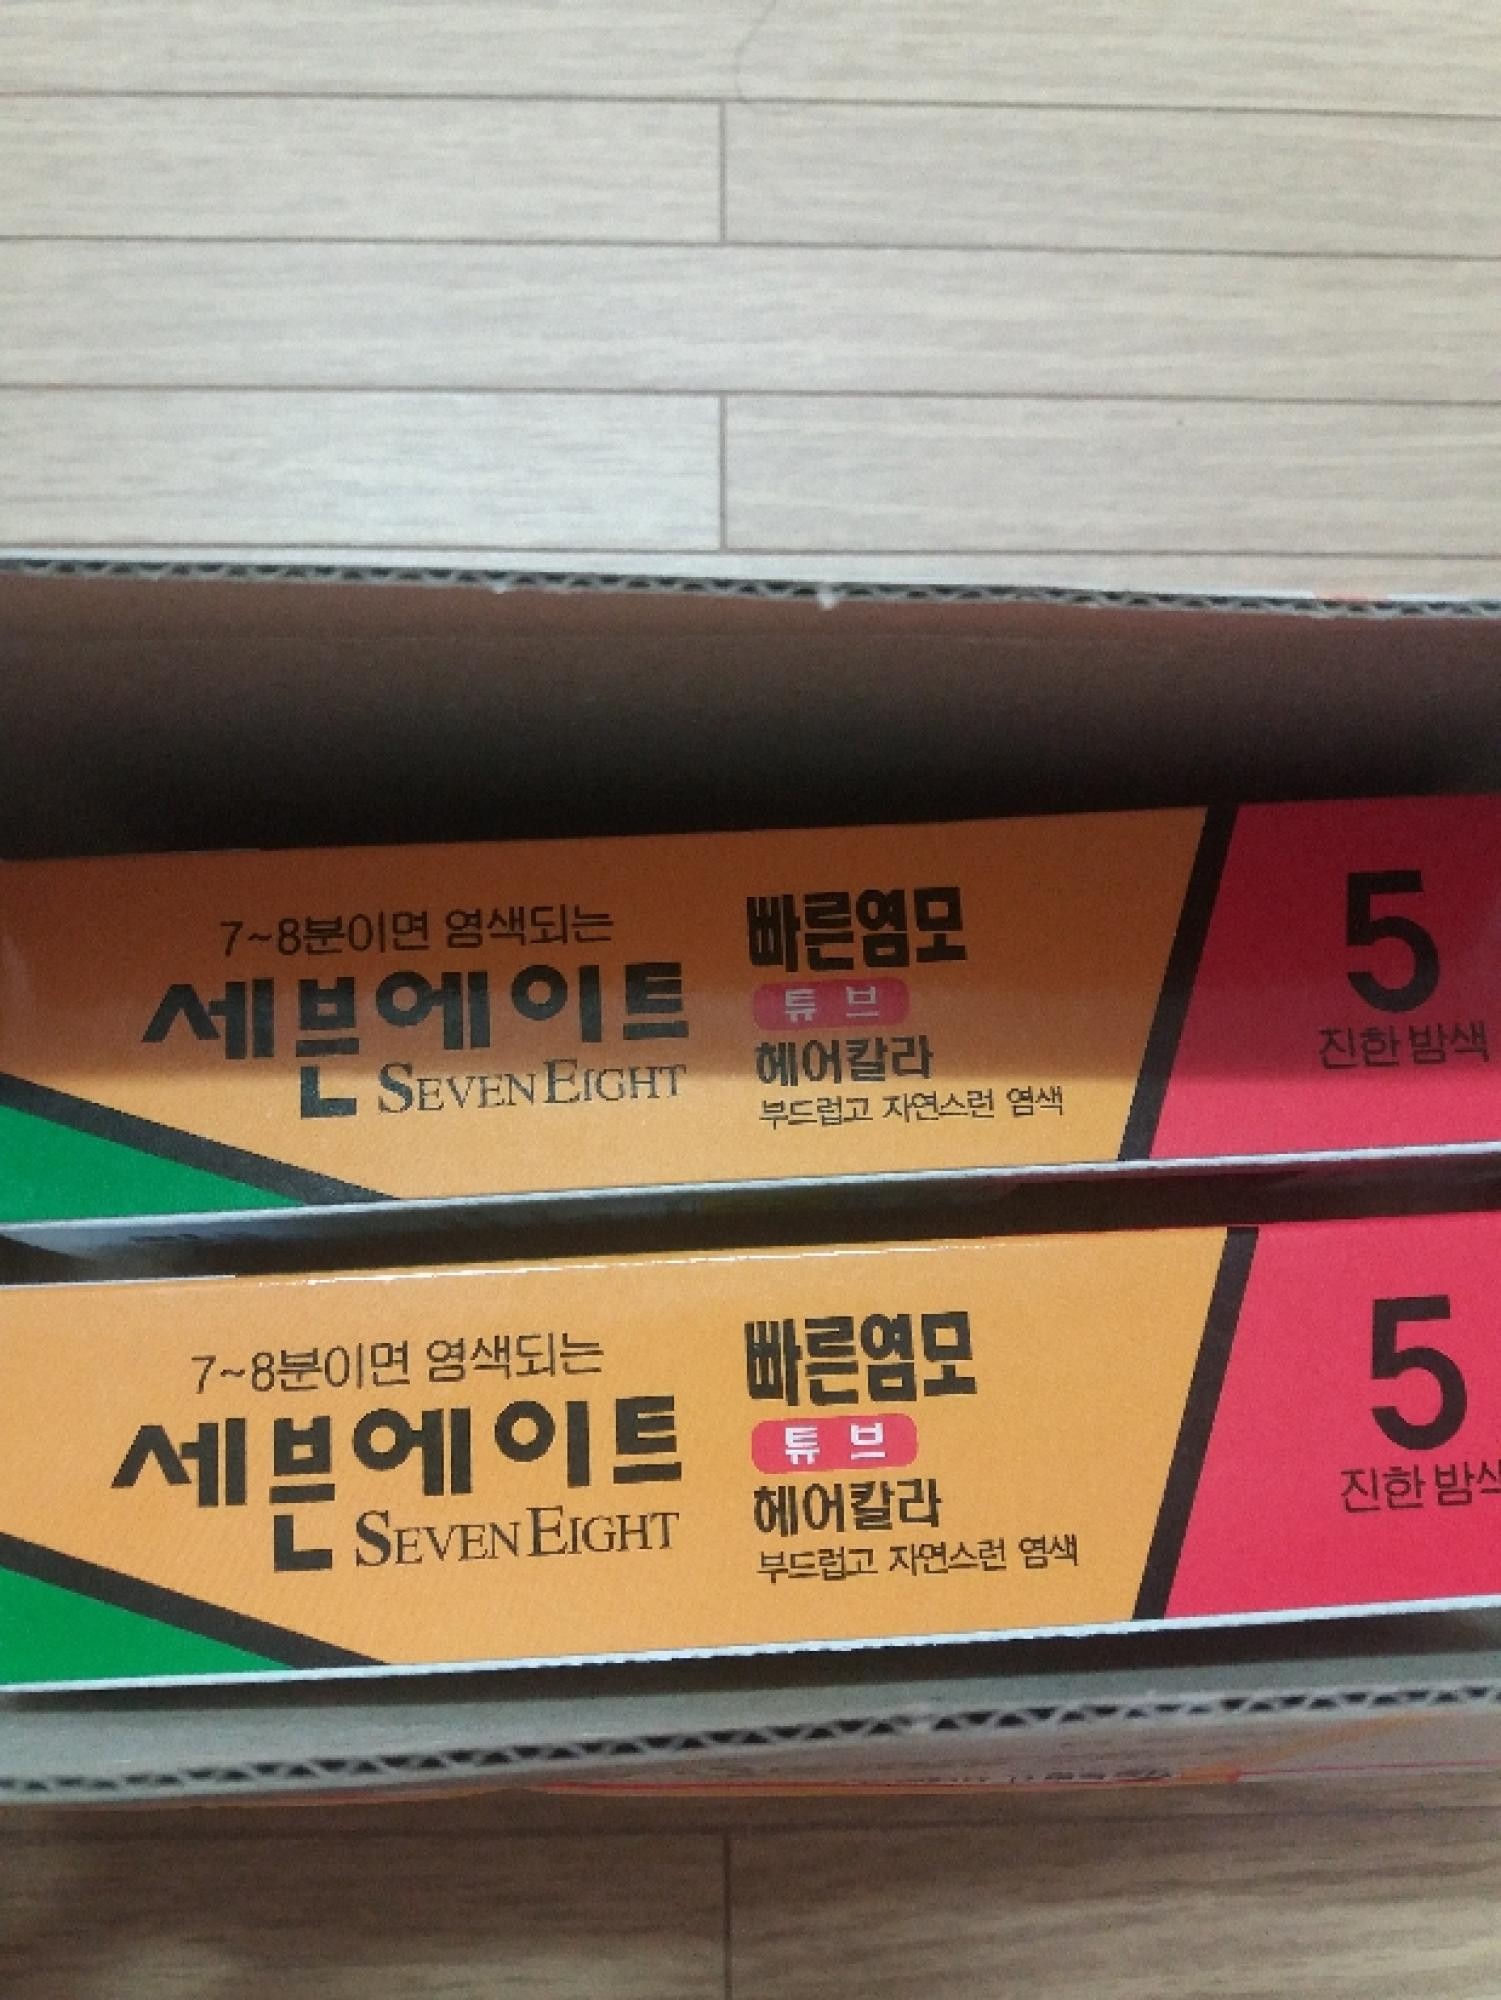 7~8분이면 염색되는
세븐에이트
SEVEN EIGHT
빠른염모
튜브
헤어칼라
부드럽고 자연스런 염색
5
진한 밤색
7~8분이면 염색되는
세븐에이트
SEVEN EIGHT
빠른염모
튜브
헤어칼라
부드럽고 자연스런 염색
5
진한 밤색